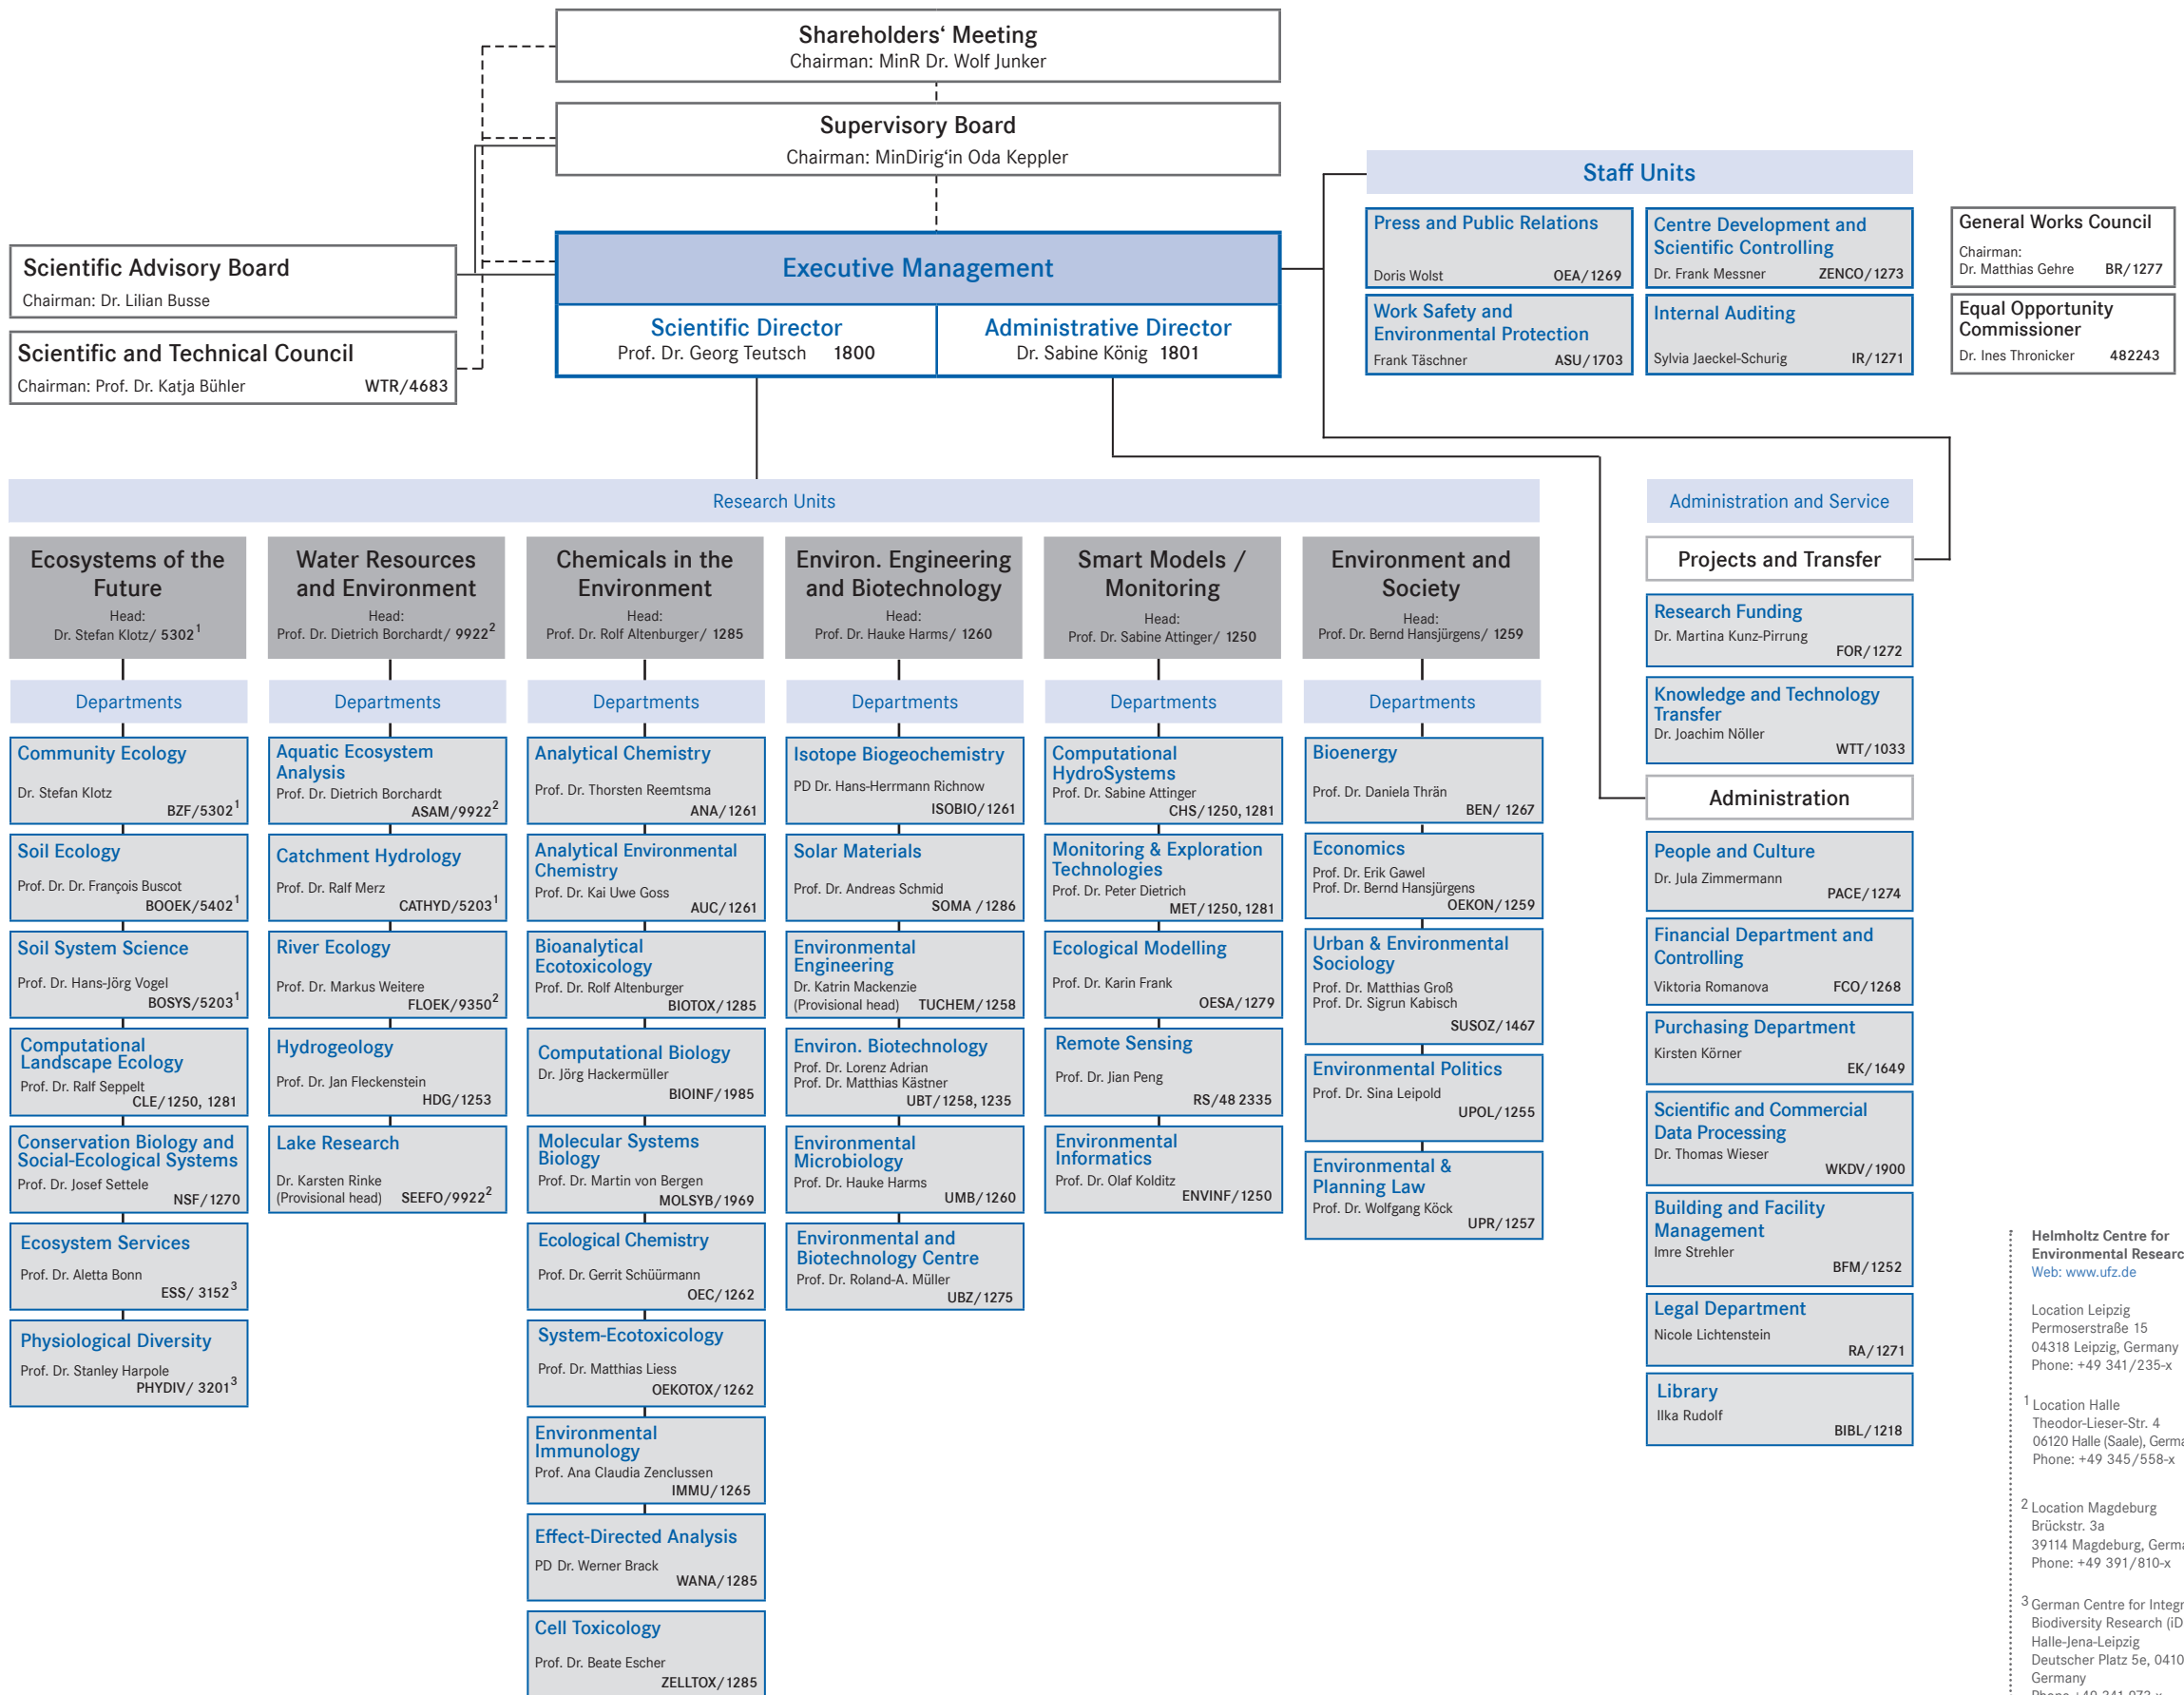 Shareholders‘ Meeting
Chairman: MinR Dr. Wolf Junker
Supervisory Board
Chairman: MinDirig‘in Oda Keppler
Executive Management
Scientific Director
Prof. Dr. Georg Teutsch 1800
Administrative Director
Dr. Sabine König 1801
Scientific Advisory Board
Chairman: Dr. Lilian Busse
Scientific and Technical Council
Chairman: Prof. Dr. Katja Bühler WTR/4683
Staff Units
Press and Public Relations
Doris Wolst OEA/1269
Centre Development and
Scientific Controlling
Dr. Frank Messner ZENCO/1273
Work Safety and
Environmental Protection
Frank Täschner ASU/1703
Internal Auditing
Sylvia Jaeckel-Schurig IR/1271
General Works Council
Chairman:
Dr. Matthias Gehre BR/1277
Equal Opportunity
Commissioner
Dr. Ines Thronicker 482243
Research Units
Ecosystems of the
Future
Head:
Dr. Stefan Klotz/ 5302¹
Departments
Community Ecology
Dr. Stefan Klotz
BZF/5302¹
Soil Ecology
Prof. Dr. Dr. François Buscot
BOOEK/5402¹
Soil System Science
Prof. Dr. Hans-Jörg Vogel
BOSYS/5203¹
Computational
Landscape Ecology
Prof. Dr. Ralf Seppelt
CLE/1250, 1281
Conservation Biology and
Social-Ecological Systems
Prof. Dr. Josef Settele
NSF/1270
Ecosystem Services
Prof. Dr. Aletta Bonn
ESS/ 3152³
Physiological Diversity
Prof. Dr. Stanley Harpole
PHYDIV/ 3201³
Water Resources
and Environment
Head:
Prof. Dr. Dietrich Borchardt/ 9922²
Departments
Aquatic Ecosystem
Analysis
Prof. Dr. Dietrich Borchardt
ASAM/9922²
Catchment Hydrology
Prof. Dr. Ralf Merz
CATHYD/5203¹
River Ecology
Prof. Dr. Markus Weitere
FLOEK/9350²
Hydrogeology
Prof. Dr. Jan Fleckenstein
HDG/1253
Lake Research
Dr. Karsten Rinke
(Provisional head) SEEFO/9922²
Chemicals in the
Environment
Head:
Prof. Dr. Rolf Altenburger/ 1285
Departments
Analytical Chemistry
Prof. Dr. Thorsten Reemtsma
ANA/1261
Analytical Environmental
Chemistry
Prof. Dr. Kai Uwe Goss
AUC/1261
Bioanalytical
Ecotoxicology
Prof. Dr. Rolf Altenburger
BIOTOX/1285
Computational Biology
Dr. Jörg Hackermüller
BIOINF/1985
Molecular Systems
Biology
Prof. Dr. Martin von Bergen
MOLSYB/1969
Ecological Chemistry
Prof. Dr. Gerrit Schüürmann
OEC/1262
System-Ecotoxicology
Prof. Dr. Matthias Liess
OEKOTOX/1262
Environmental
Immunology
Prof. Ana Claudia Zenclussen
IMMU/1265
Effect-Directed Analysis
PD Dr. Werner Brack
WANA/1285
Cell Toxicology
Prof. Dr. Beate Escher
ZELLTOX/1285
Environ. Engineering
and Biotechnology
Head:
Prof. Dr. Hauke Harms/ 1260
Departments
Isotope Biogeochemistry
PD Dr. Hans-Herrmann Richnow
ISOBIO/1261
Solar Materials
Prof. Dr. Andreas Schmid
SOMA /1286
Environmental
Engineering
Dr. Katrin Mackenzie
(Provisional head) TUCHEM/1258
Environ. Biotechnology
Prof. Dr. Lorenz Adrian
Prof. Dr. Matthias Kästner
UBT/1258, 1235
Environmental
Microbiology
Prof. Dr. Hauke Harms
UMB/1260
Environmental and
Biotechnology Centre
Prof. Dr. Roland-A. Müller
UBZ/1275
Smart Models /
Monitoring
Head:
Prof. Dr. Sabine Attinger/ 1250
Departments
Computational
HydroSystems
Prof. Dr. Sabine Attinger
CHS/1250, 1281
Monitoring & Exploration
Technologies
Prof. Dr. Peter Dietrich
MET/1250, 1281
Ecological Modelling
Prof. Dr. Karin Frank
OESA/1279
Remote Sensing
Prof. Dr. Jian Peng
RS/48 2335
Environmental
Informatics
Prof. Dr. Olaf Kolditz
ENVINF/1250
Environment and
Society
Head:
Prof. Dr. Bernd Hansjürgens/ 1259
Departments
Bioenergy
Prof. Dr. Daniela Thrän
BEN/ 1267
Economics
Prof. Dr. Erik Gawel
Prof. Dr. Bernd Hansjürgens
OEKON/1259
Urban & Environmental
Sociology
Prof. Dr. Matthias Groß
Prof. Dr. Sigrun Kabisch
SUSOZ/1467
Environmental Politics
Prof. Dr. Sina Leipold
UPOL/1255
Environmental &
Planning Law
Prof. Dr. Wolfgang Köck
UPR/1257
Administration and Service
Projects and Transfer
Research Funding
Dr. Martina Kunz-Pirrung
FOR/1272
Knowledge and Technology
Transfer
Dr. Joachim Nöller
WTT/1033
Administration
People and Culture
Dr. Jula Zimmermann
PACE/1274
Financial Department and
Controlling
Viktoria Romanova FCO/1268
Purchasing Department
Kirsten Körner
EK/1649
Scientific and Commercial
Data Processing
Dr. Thomas Wieser
WKDV/1900
Building and Facility
Management
Imre Strehler
BFM/1252
Legal Department
Nicole Lichtenstein
RA/1271
Library
Ilka Rudolf
BIBL/1218
Helmholtz Centre for
Environmental Researc
Web: www.ufz.de
Location Leipzig
Permoserstraße 15
04318 Leipzig, Germany
Phone: +49 341/235-x
¹ Location Halle
Theodor-Lieser-Str. 4
06120 Halle (Saale), Germa
Phone: +49 345/558-x
² Location Magdeburg
Brückstr. 3a
39114 Magdeburg, Germa
Phone: +49 391/810-x
³ German Centre for Integr
Biodiversity Research (iD
Halle-Jena-Leipzig
Deutscher Platz 5e, 0410
Germany